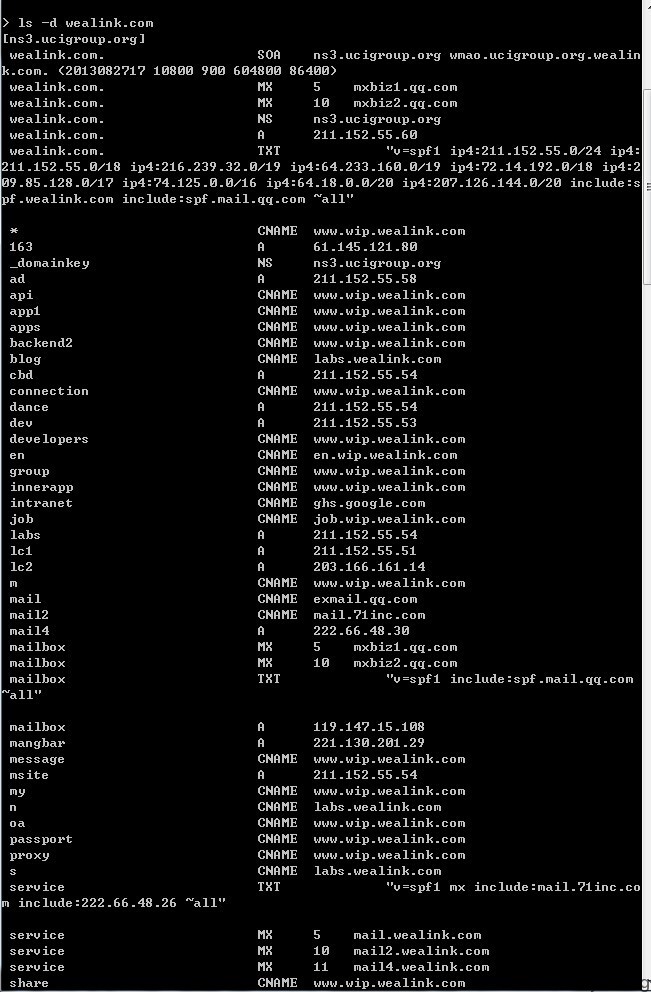 > ls -d wealink.com
[ns3.ucigroup.org]
wealink.com. SOA ns3.ucigroup.org wmao.ucigroup.org.wealin
k.com. (2013082717 10800 900 604800 86400)
wealink.com. MX 5 mxbiz1.qq.com
wealink.com. MX 10 mxbiz2.qq.com
wealink.com. NS ns3.ucigroup.org
wealink.com. A 211.152.55.60
wealink.com. TXT "v=spf1 ip4:211.152.55.0/24 ip4:
211.152.55.0/18 ip4:216.239.32.0/19 ip4:64.233.160.0/19 ip4:72.14.192.0/18 ip4:2
09.85.128.0/17 ip4:74.125.0.0/16 ip4:64.18.0.0/20 ip4:207.126.144.0/20 include:s
pf.wealink.com include:spf.mail.qq.com ~all"
* CNAME www.wip.wealink.com
163 A 61.145.121.80
_domainkey NS ns3.ucigroup.org
ad A 211.152.55.58
api CNAME www.wip.wealink.com
app1 CNAME www.wip.wealink.com
apps CNAME www.wip.wealink.com
backend2 CNAME www.wip.wealink.com
blog CNAME labs.wealink.com
cbd A 211.152.55.54
connection CNAME www.wip.wealink.com
dance A 211.152.55.54
dev A 211.152.55.53
developers CNAME www.wip.wealink.com
en CNAME en.wip.wealink.com
group CNAME www.wip.wealink.com
innerapp CNAME www.wip.wealink.com
intranet CNAME ghs.google.com
job CNAME job.wip.wealink.com
labs A 211.152.55.54
lc1 A 211.152.55.51
lc2 A 203.166.161.14
m CNAME www.wip.wealink.com
mail CNAME exmail.qq.com
mail2 CNAME mail.71inc.com
mail4 A 222.66.48.30
mailbox MX 5 mxbiz1.qq.com
mailbox MX 10 mxbiz2.qq.com
mailbox TXT "v=spf1 include:spf.mail.qq.com
~all"
mailbox A 119.147.15.108
mangbar A 221.130.201.29
message CNAME www.wip.wealink.com
msite A 211.152.55.54
my CNAME www.wip.wealink.com
n CNAME labs.wealink.com
oa CNAME www.wip.wealink.com
passport CNAME www.wip.wealink.com
proxy CNAME www.wip.wealink.com
s CNAME labs.wealink.com
service TXT "v=spf1 mx include:mail.71inc.co
m include:222.66.48.26 ~all"
service MX 5 mail.wealink.com
service MX 10 mail2.wealink.com
service MX 11 mail4.wealink.com
share CNAME www.wip.wealink.com